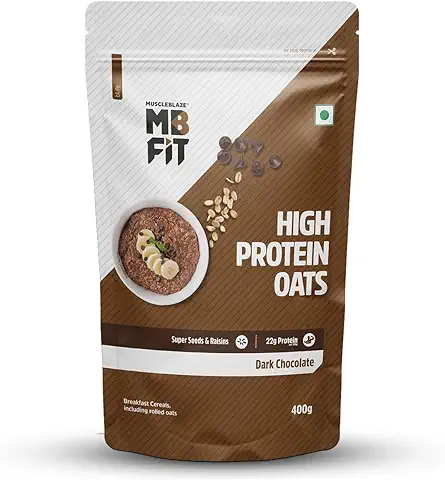 MUSCLEBLAZE®
MB
FiT
HIGH
PROTEIN
OATS
Super Seeds & Raisins
22g Protein
Dark Chocolate
Breakfast Cereals,
including rolled oats
400g